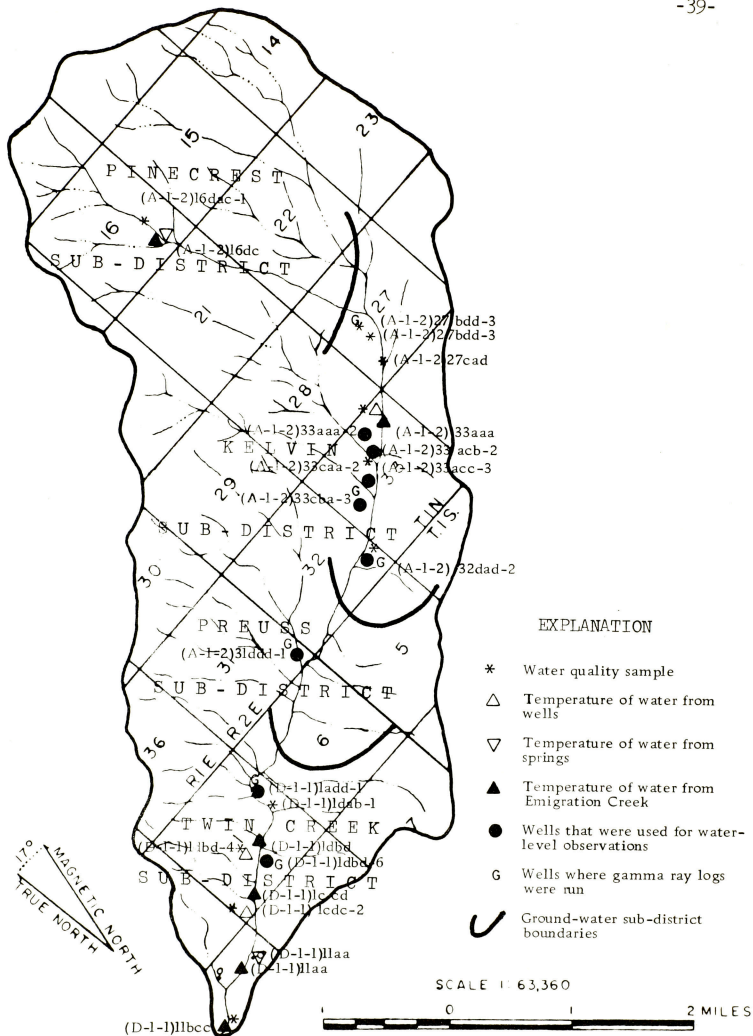 -39-
14
23
15
PINECREST
(A-1-2)16dac-1
22
16
(A-1-2)16dc
SUB-DISTRICT
21
27
G
(A-1-2)27bdd-3
(A-1-2)27bdd-3
(A-1-2)27cad
28
(A-1-2)33aaa-2
(A-1-2)33aaa
KELVIN
(A-1-2)33acb-2
(A-1-2)33caa-2
(A-1-2)33acc-3
29
G
(A-1-2)33cba-3
T1N
T1S.
SUB-DISTRICT
32
G
(A-1-2)32dad-2
30
PREUSS
5
G
(A-1-2)31ddd-1
31
SUB-DISTRICT
R1E R2E
6
36
G
(D-1-1)1add-1
(D-1-1)1dab-1
TWIN CREEK
7
(D-1-1)1dbd
G
(D-1-1)1dbd-6
SUB-DISTRICT
(D-1-1)1cdc-2
(D-1-1)11aa
(D-1-1)11aa
(D-1-1)11bcc
17°
MAGNETIC NORTH
TRUE NORTH
EXPLANATION
* Water quality sample
△ Temperature of water from
wells
▽ Temperature of water from
springs
▲ Temperature of water from
Emigration Creek
● Wells that were used for water-
level observations
G Wells where gamma ray logs
were run
Ground-water sub-district
boundaries
SCALE 1:63,360
1 0 2 MILES